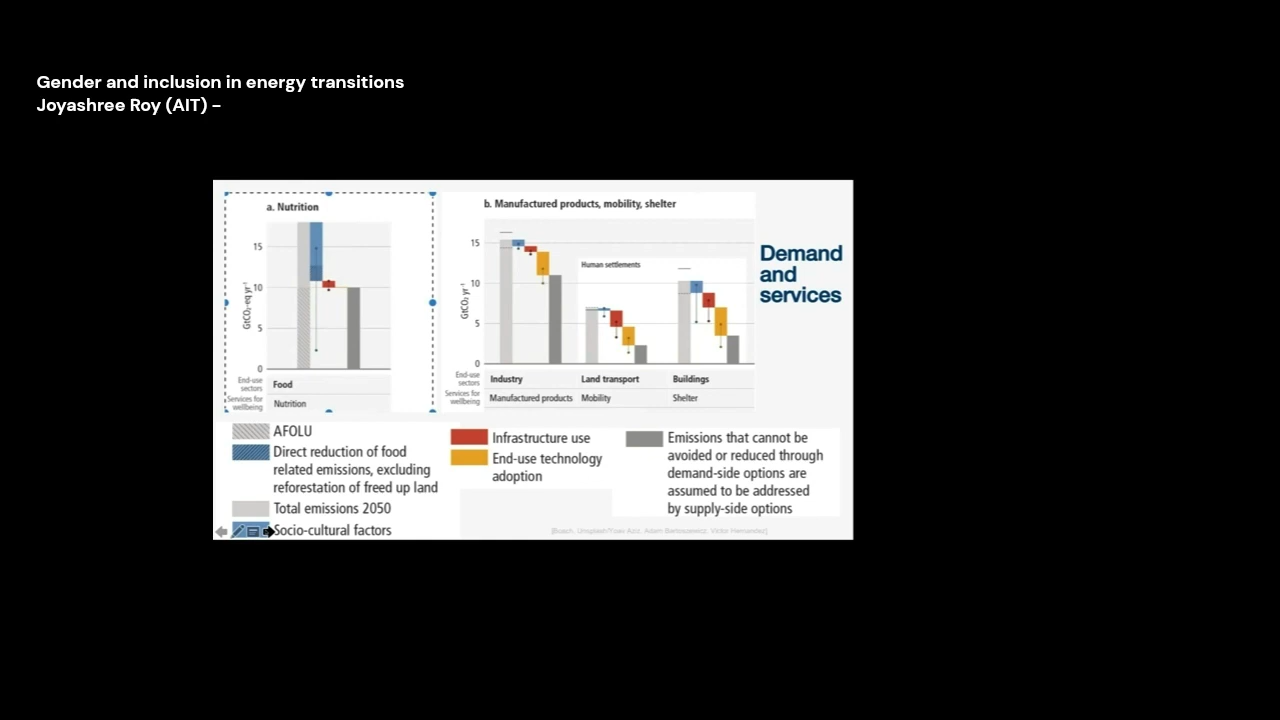 Gender and inclusion in energy transitions
Joyashree Roy (AIT) –
a. Nutrition
15
10
5
0
GtCO₂-eq yr⁻¹
End-use
sectors
Food
Services for
wellbeing
Nutrition
b. Manufactured products, mobility, shelter
15
10
5
0
GtCO₂ yr⁻¹
Human settlements
End-use
sectors
Industry
Land transport
Buildings
Services for
wellbeing
Manufactured products
Mobility
Shelter
Demand
and
services
AFOLU
Direct reduction of food
related emissions, excluding
reforestation of freed up land
Total emissions 2050
Socio-cultural factors
Infrastructure use
End-use technology
adoption
Emissions that cannot be
avoided or reduced through
demand-side options are
assumed to be addressed
by supply-side options